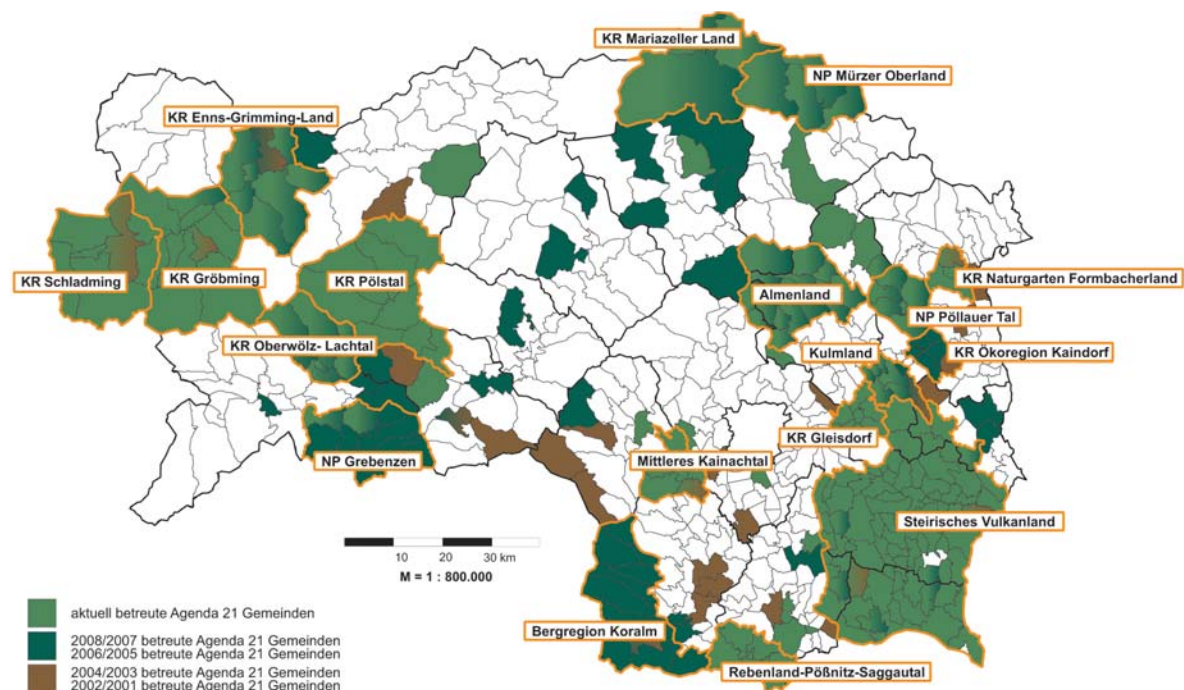 KR Mariazeller Land
NP Mürzer Oberland
KR Enns-Grimming-Land
KR Schladming
KR Gröbming
KR Pölstal
KR Naturgarten Formbacherland
Almenland
NP Pöllauer Tal
KR Oberwölz- Lachtal
Kulmland
KR Ökoregion Kaindorf
KR Gleisdorf
NP Grebenzen
Mittleres Kainachtal
Steirisches Vulkanland
10 20 30 km
M = 1 : 800.000
Bergregion Koralm
Rebenland-Pößnitz-Saggautal
aktuell betreute Agenda 21 Gemeinden
2008/2007 betreute Agenda 21 Gemeinden
2006/2005 betreute Agenda 21 Gemeinden
2004/2003 betreute Agenda 21 Gemeinden
2002/2001 betreute Agenda 21 Gemeinden